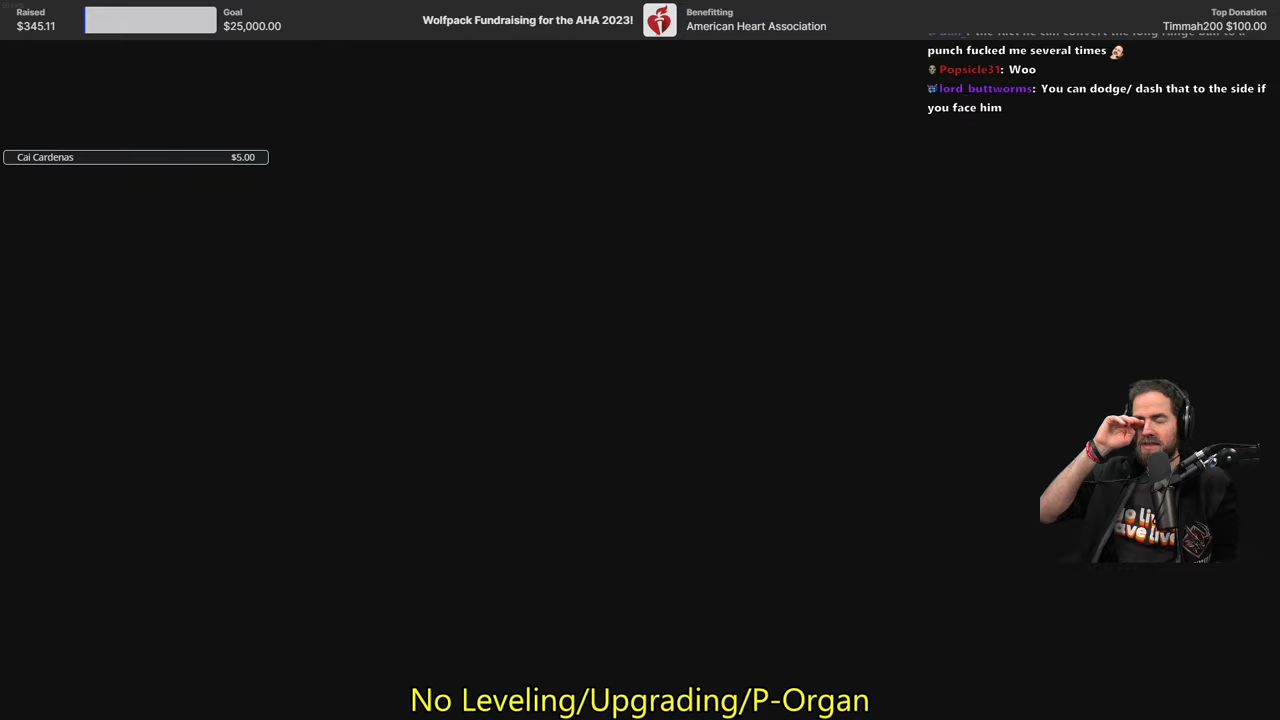 Raised
$345.11
Goal
$25,000.00
Wolfpack Fundraising for the AHA 2023!
Benefitting
American Heart Association
Top Donation
Timmah200 $100.00
punch fucked me several times
Popsicle31: Woo
lord_buttworms: You can dodge/ dash that to the side if
you face him
Cai Cardenas $5.00
No Leveling/Upgrading/P-Organ